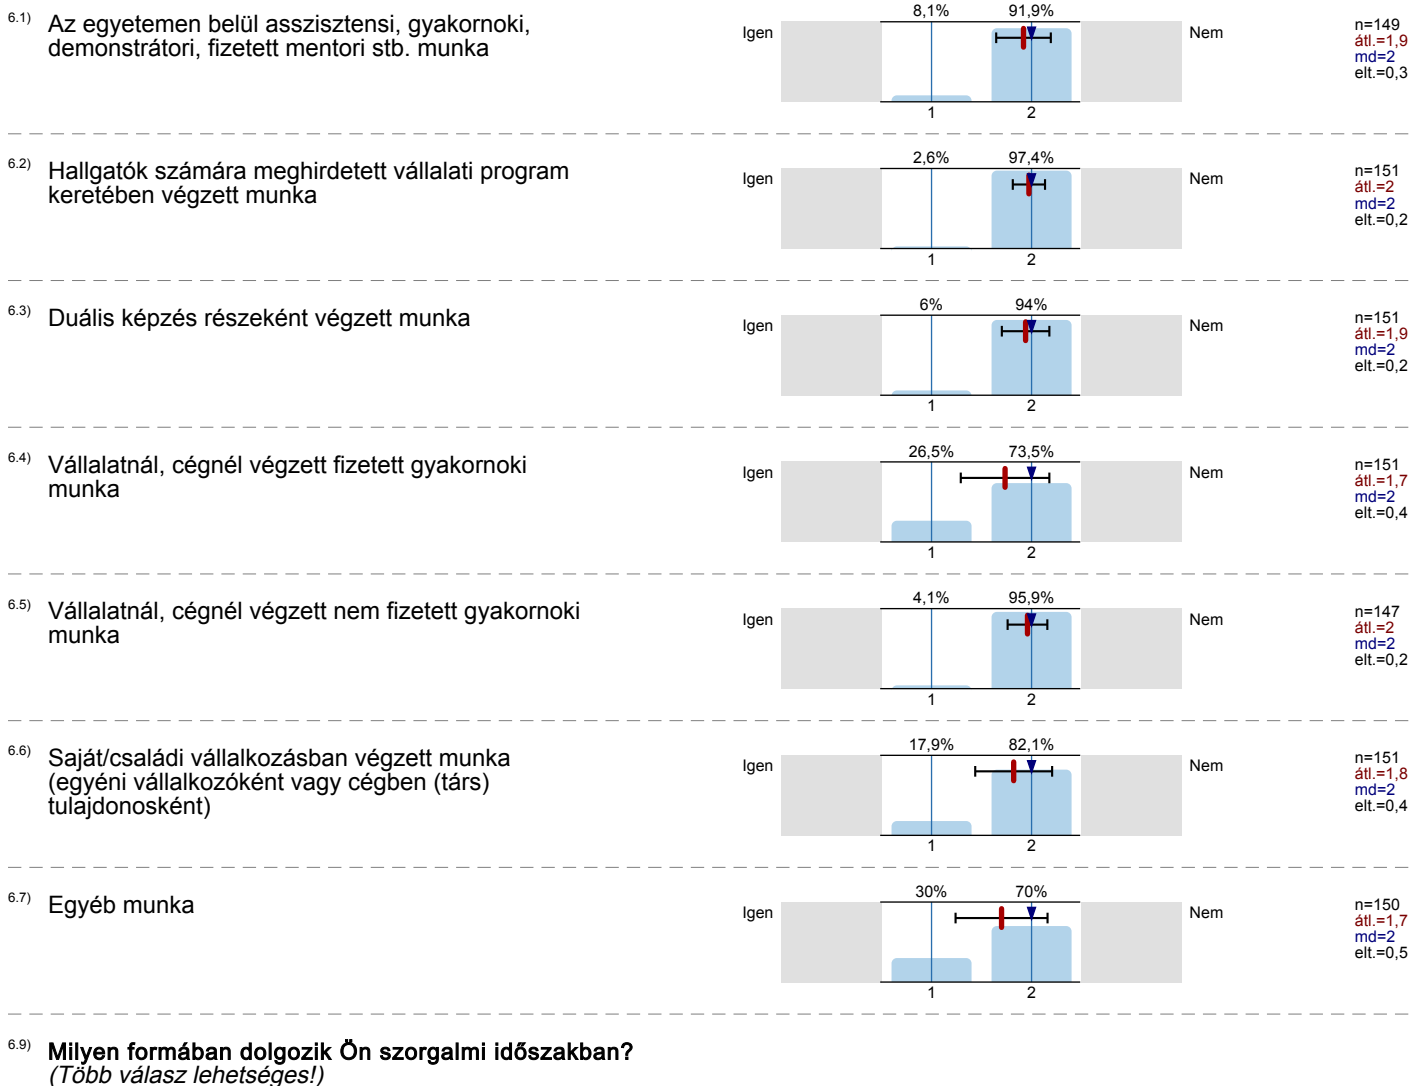 6.1) Az egyetemen belül asszisztensi, gyakornoki,
demonstrátori, fizetett mentori stb. munka
Igen
8,1% 91,9%
1 2
Nem
n=149
átl.=1,9
md=2
elt.=0,3
6.2) Hallgatók számára meghirdetett vállalati program
keretében végzett munka
Igen
2,6% 97,4%
1 2
Nem
n=151
átl.=2
md=2
elt.=0,2
6.3) Duális képzés részeként végzett munka
Igen
6% 94%
1 2
Nem
n=151
átl.=1,9
md=2
elt.=0,2
6.4) Vállalatnál, cégnél végzett fizetett gyakornoki
munka
Igen
26,5% 73,5%
1 2
Nem
n=151
átl.=1,7
md=2
elt.=0,4
6.5) Vállalatnál, cégnél végzett nem fizetett gyakornoki
munka
Igen
4,1% 95,9%
1 2
Nem
n=147
átl.=2
md=2
elt.=0,2
6.6) Saját/családi vállalkozásban végzett munka
(egyéni vállalkozóként vagy cégben (társ)
tulajdonosként)
Igen
17,9% 82,1%
1 2
Nem
n=151
átl.=1,8
md=2
elt.=0,4
6.7) Egyéb munka
Igen
30% 70%
1 2
Nem
n=150
átl.=1,7
md=2
elt.=0,5
6.9) Milyen formában dolgozik Ön szorgalmi időszakban?
(Több válasz lehetséges!)